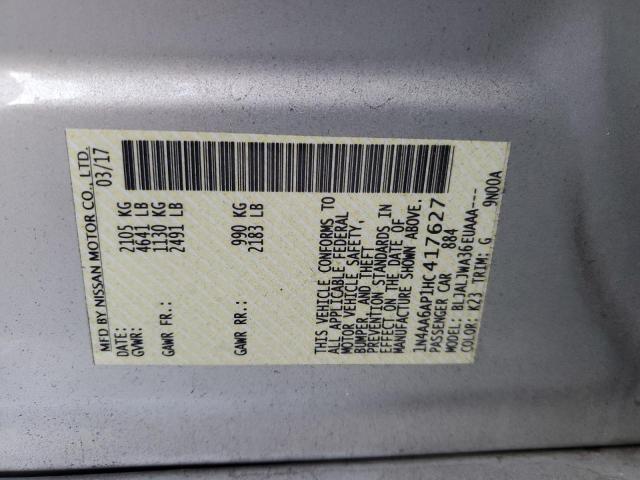 MFD BY NISSAN MOTOR CO., LTD.
03/17
GVWR: 2105 KG
4641 LB
GAWR FR.: 1130 KG
2491 LB
GAWR RR.: 990 KG
2183 LB
THIS VEHICLE CONFORMS TO
ALL APPLICABLE FEDERAL
MOTOR VEHICLE SAFETY,
BUMPER, AND THEFT
PREVENTION STANDARDS IN
EFFECT ON THE DATE OF
MANUFACTURE SHOWN ABOVE.
1N4AA6AP1HC417627
PASSENGER CAR 884
MODEL: BLJALJWA36EUAAA---
COLOR: K23 TRIM: G 9N00A